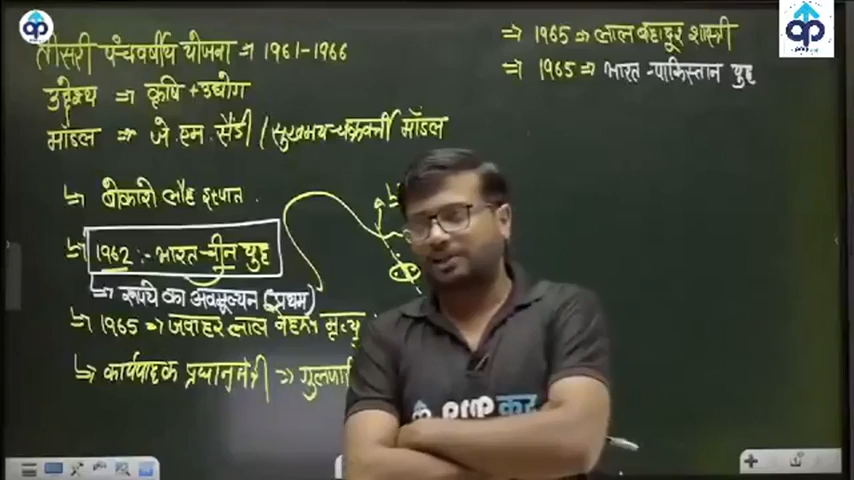 तीसरी पंचवर्षीय योजना ⇒ 1961-1966
उद्देश्य ⇒ कृषि + उद्योग
मॉडल ⇒ जे. एम. सैंडी / सुखमय-चक्रवर्ती मॉडल
↳ बोकारो लौह इस्पात.
↳ 1962 :- भारत-चीन युद्ध
⇒ रुपये का अवमूल्यन (प्रथम)
↳ 1965 ⇒ जवाहर लाल नेहरू मृत्यु
↳ कार्यवाहक प्रधानमंत्री ⇒
⇒ 1965 ⇒ लाल बहादुर शास्त्री
⇒ 1965 ⇒ भारत-पाकिस्तान युद्ध